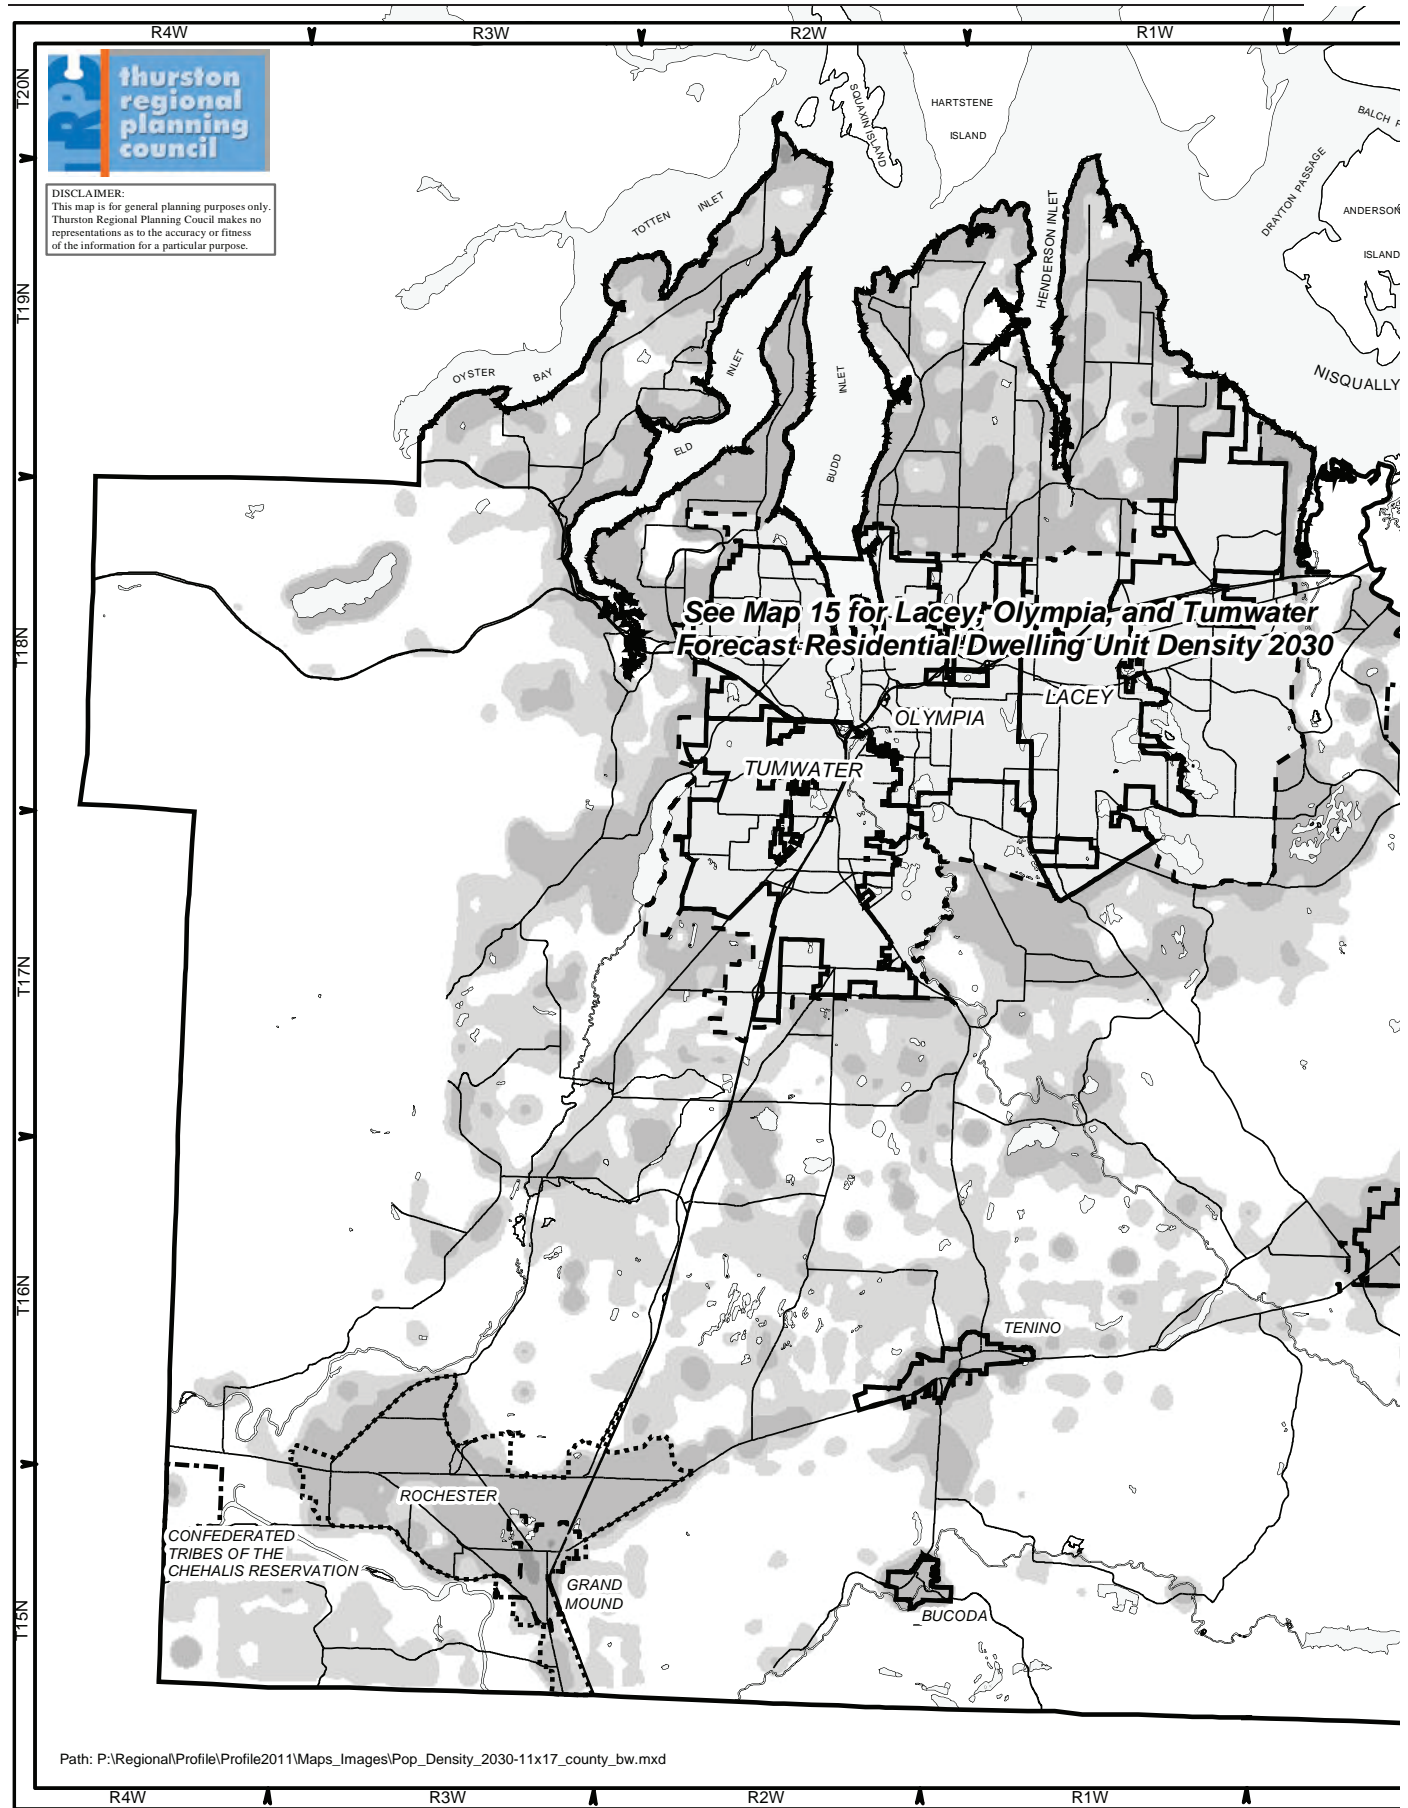 R4W
R3W
R2W
R1W
T20N
T19N
T18N
T17N
T16N
T15N
TRPC
thurston
regional
planning
council
DISCLAIMER:
This map is for general planning purposes only.
Thurston Regional Planning Coucil makes no
representations as to the accuracy or fitness
of the information for a particular purpose.
SQUAXIN ISLAND
HARTSTENE
ISLAND
BALCH
DRAYTON PASSAGE
ANDERSON
ISLAND
TOTTEN INLET
HENDERSON INLET
NISQUALLY
OYSTER BAY
INLET
ELD
INLET
BUDD
See Map 15 for Lacey, Olympia, and Tumwater
Forecast Residential Dwelling Unit Density 2030
LACEY
OLYMPIA
TUMWATER
TENINO
ROCHESTER
CONFEDERATED
TRIBES OF THE
CHEHALIS RESERVATION
GRAND
MOUND
BUCODA
Path: P:\Regional\Profile\Profile2011\Maps_Images\Pop_Density_2030-11x17_county_bw.mxd
R4W
R3W
R2W
R1W